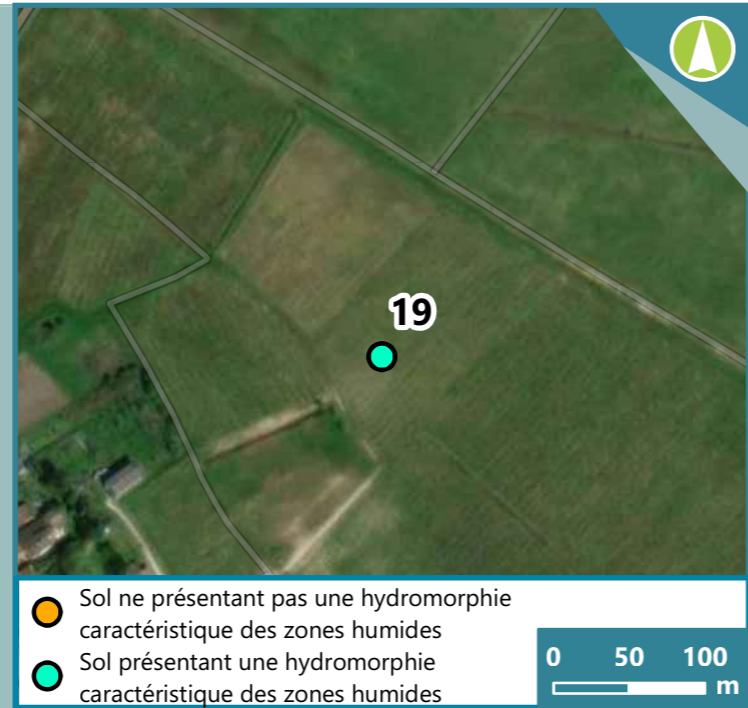 19
Sol ne présentant pas une hydromorphie
caractéristique des zones humides
Sol présentant une hydromorphie
caractéristique des zones humides
0 50 100
m